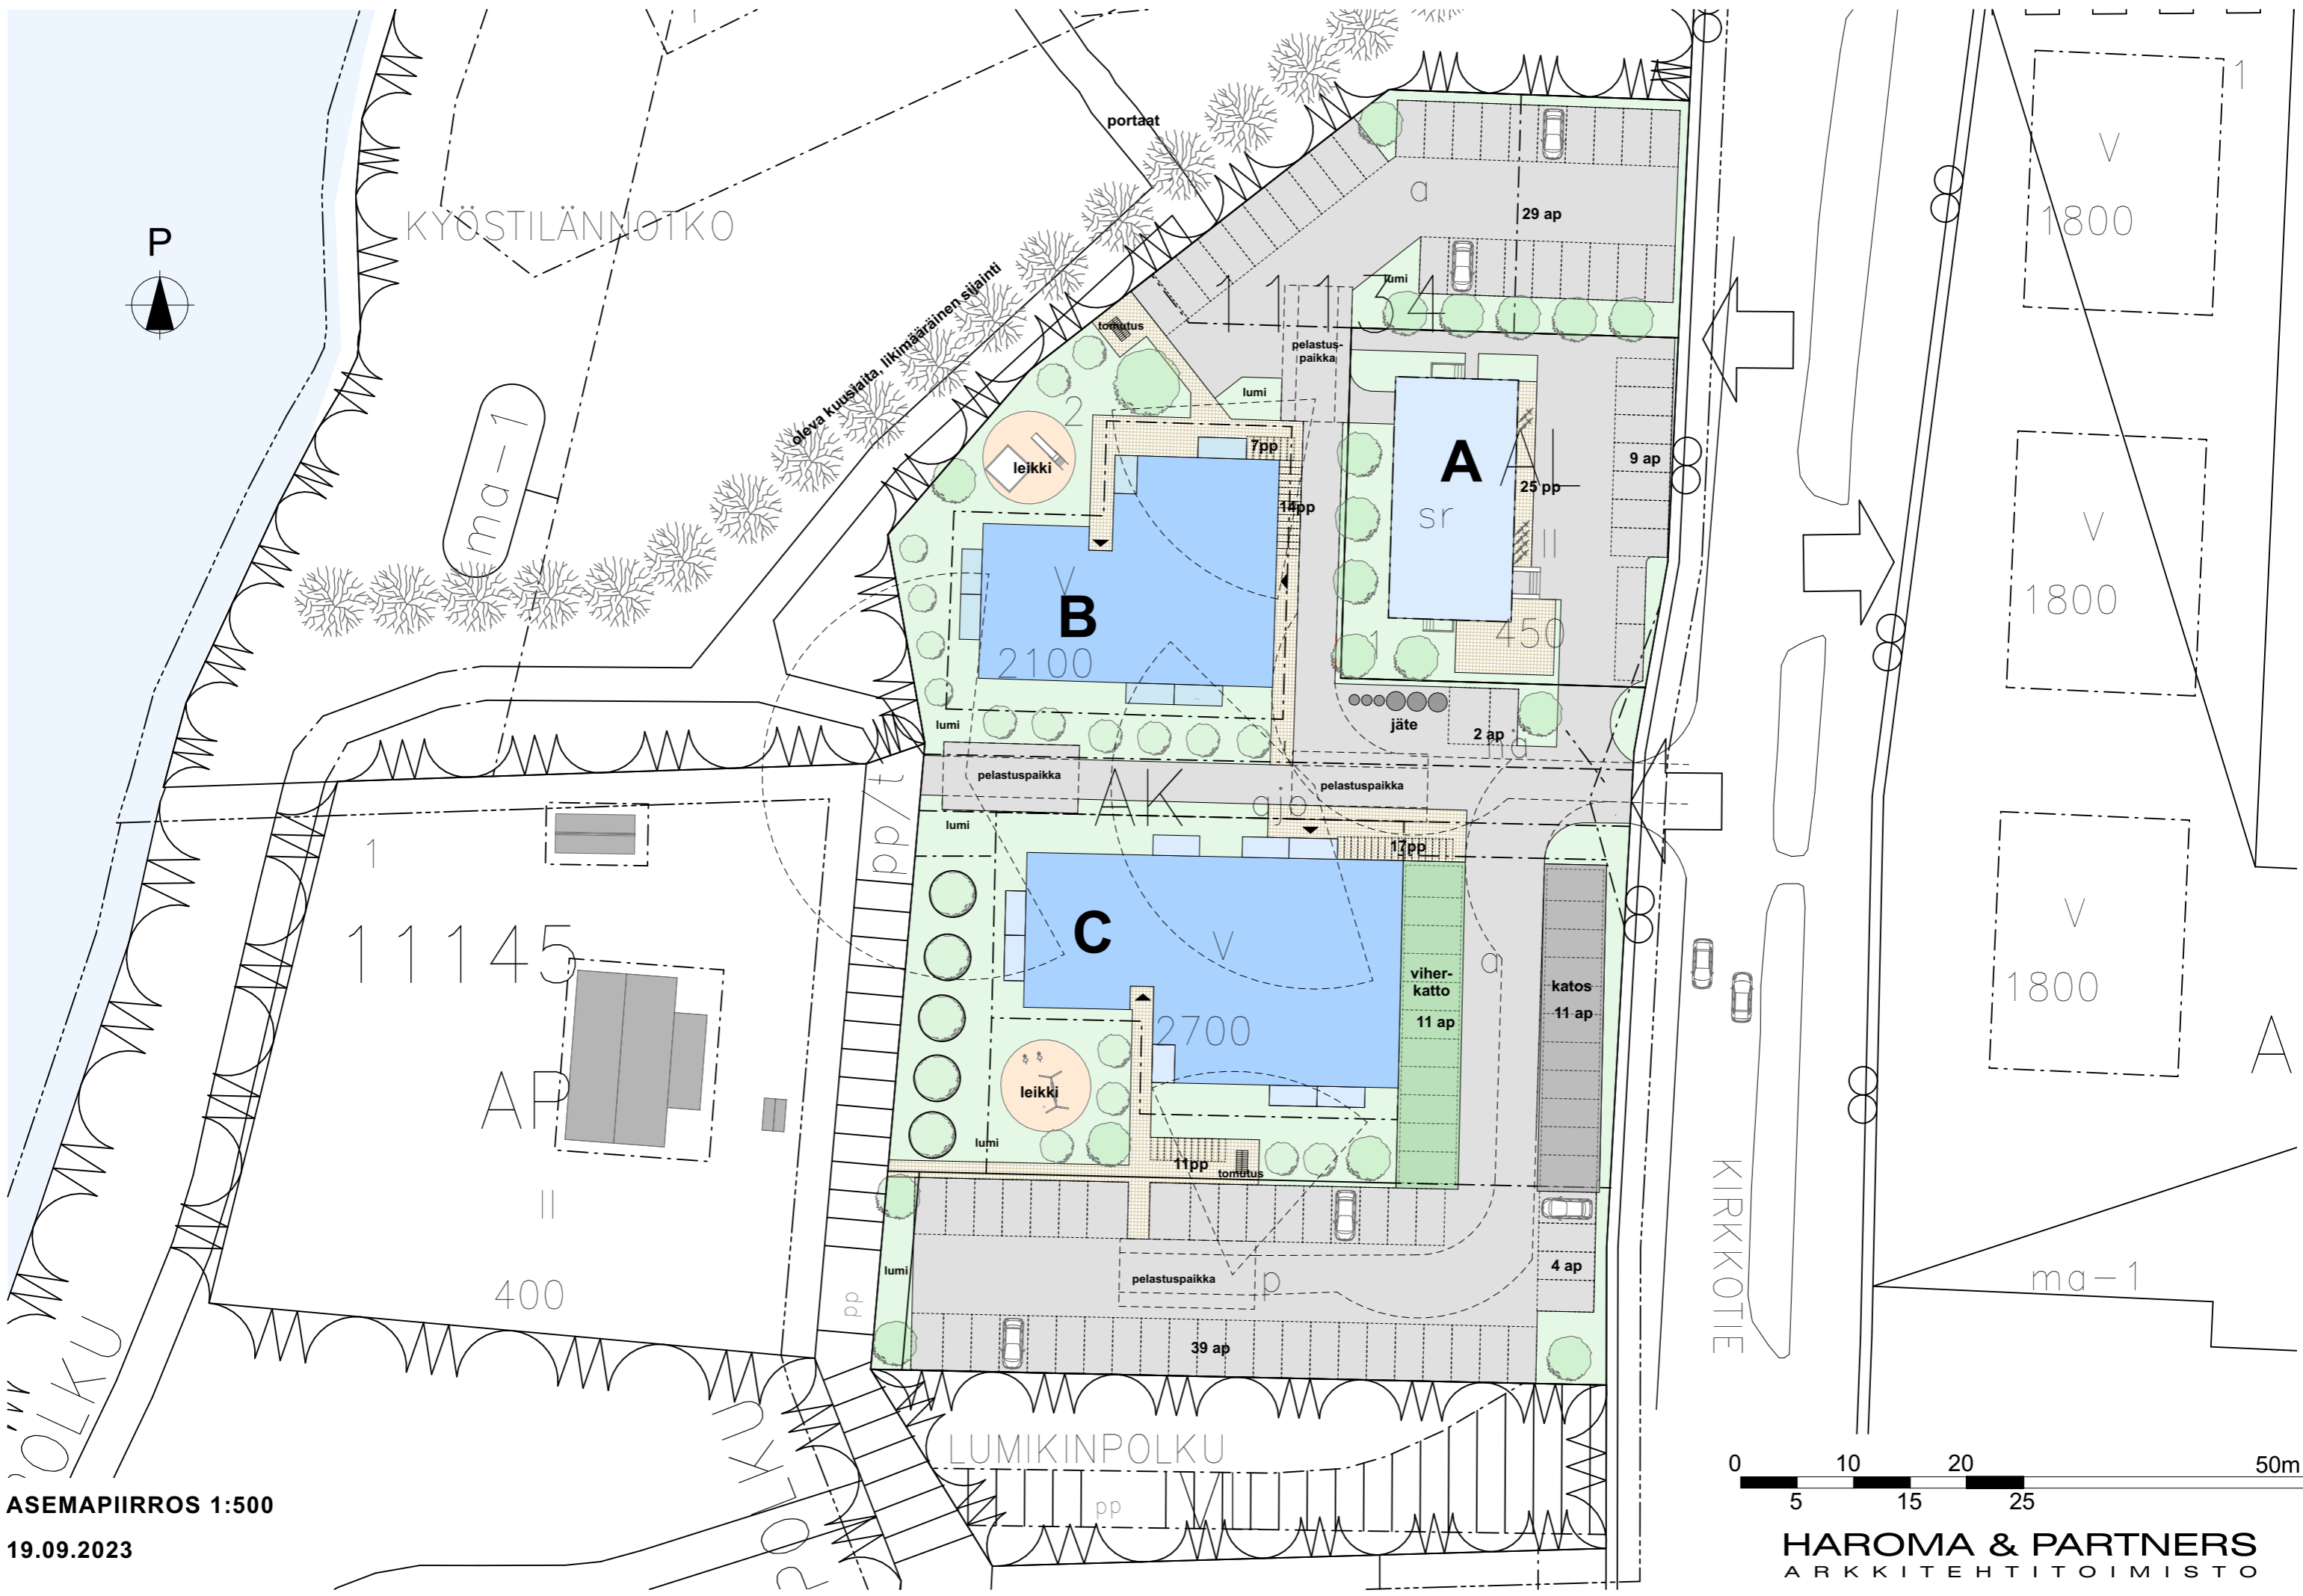 portaat
1
V
1800
P
KYÖSTILÄNNOTKO
a
29 ap
lumi
oleva kuusiaita, likimääräinen sijainti
11134
tomutus
pelastus-
paikka
lumi
2
7pp
leikki
A
AL
9 ap
25 pp
14pp
sr
II
ma-1
V
1800
V
B
2100
1
450
lumi
jäte
2 ap
pelastuspaikka
pelastuspaikka
AK
ajp
pp/t
lumi
1
17pp
11145
C
V
a
viher-
katto
11 ap
katos
11 ap
V
1800
A
2700
AP
leikki
lumi
11pp
tomutus
II
400
lumi
pp
pelastuspaikka
p
4 ap
KIRKKOTIE
ma-1
39 ap
POLKU
LUMIKINPOLKU
pp
0
10
20
50m
5
15
25
ASEMAPIIRROS 1:500
19.09.2023
HAROMA & PARTNERS
ARKKITEHTITOIMISTO